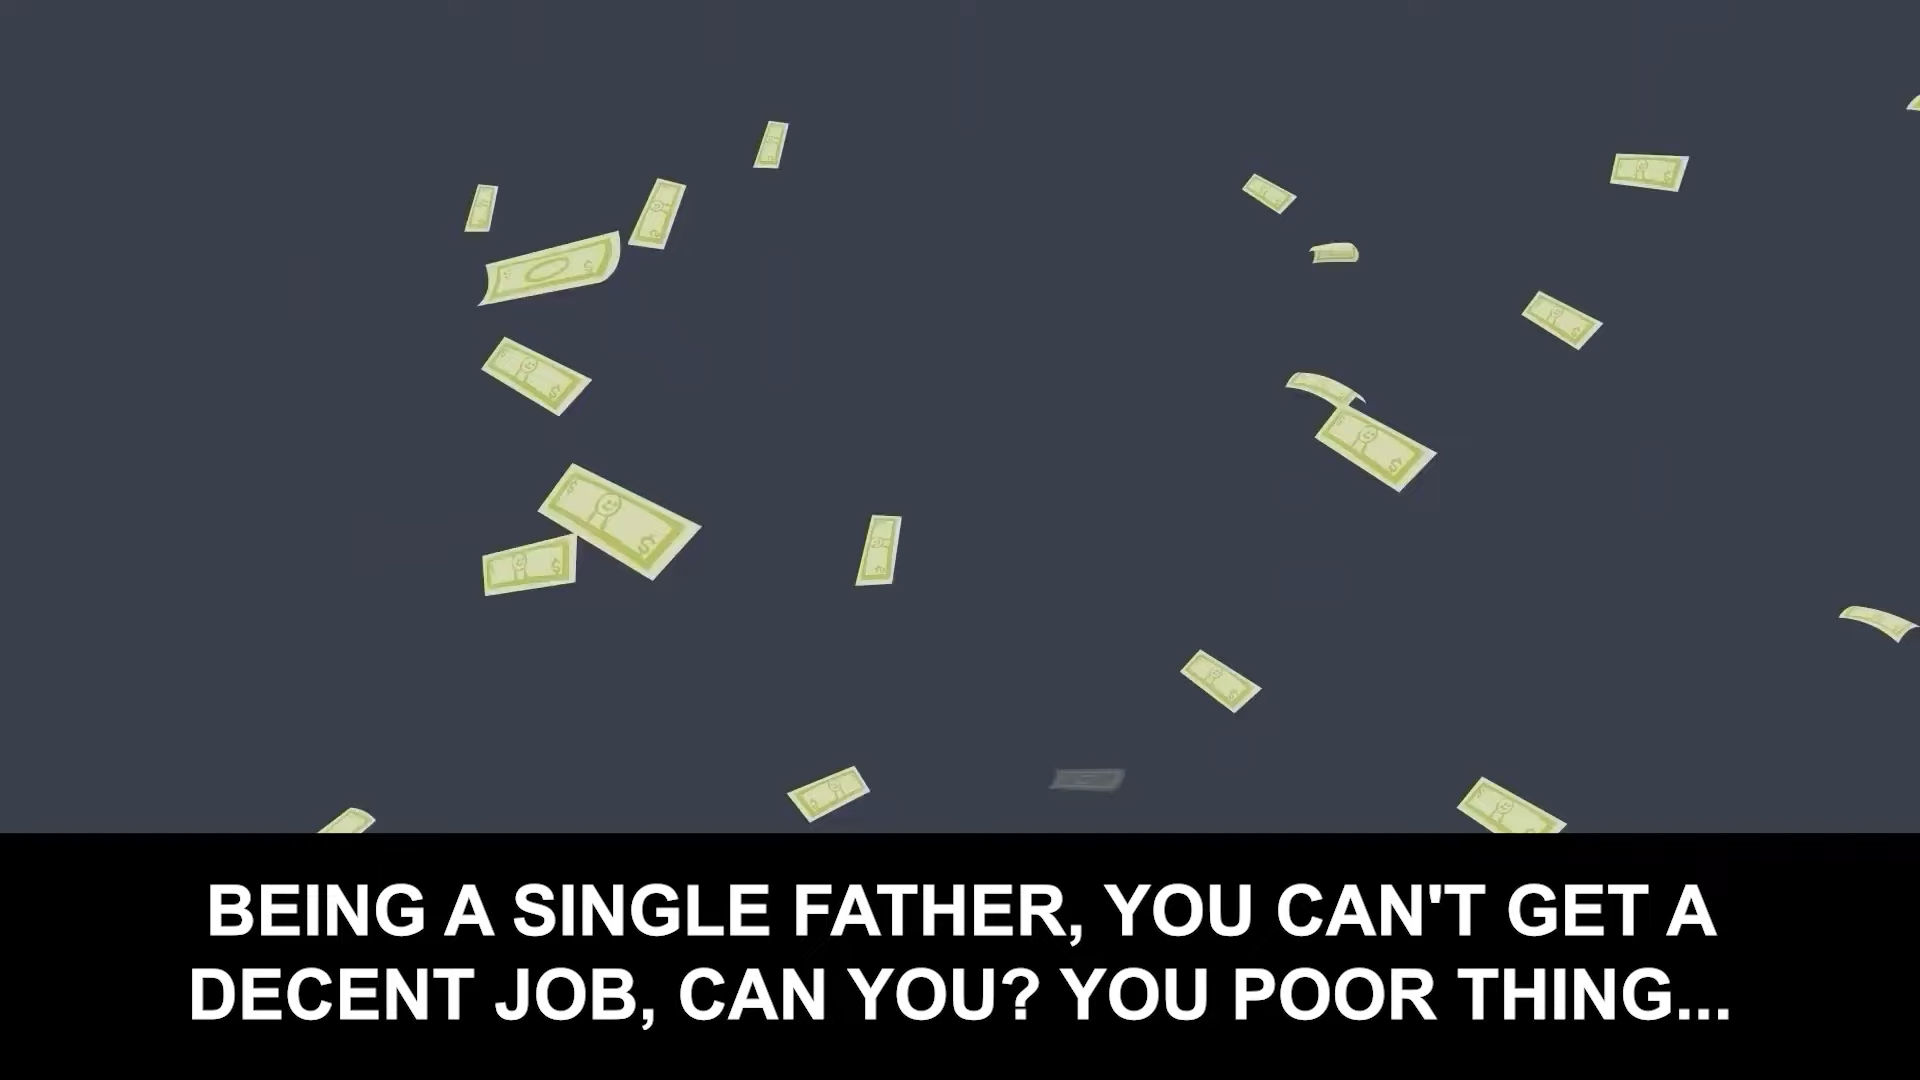 BEING A SINGLE FATHER, YOU CAN'T GET A
DECENT JOB, CAN YOU? YOU POOR THING...